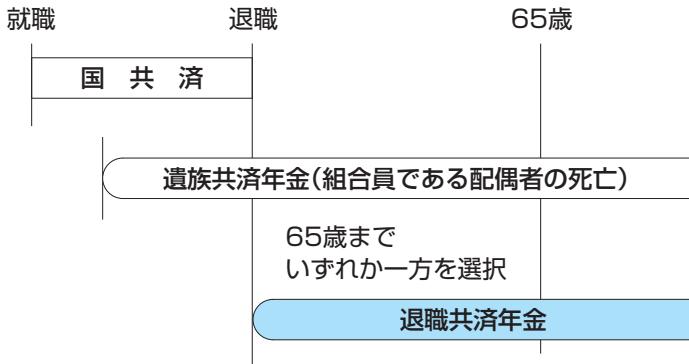 就職
退職
65歳
国共済
遺族共済年金(組合員である配偶者の死亡)
65歳まで
いずれか一方を選択
退職共済年金